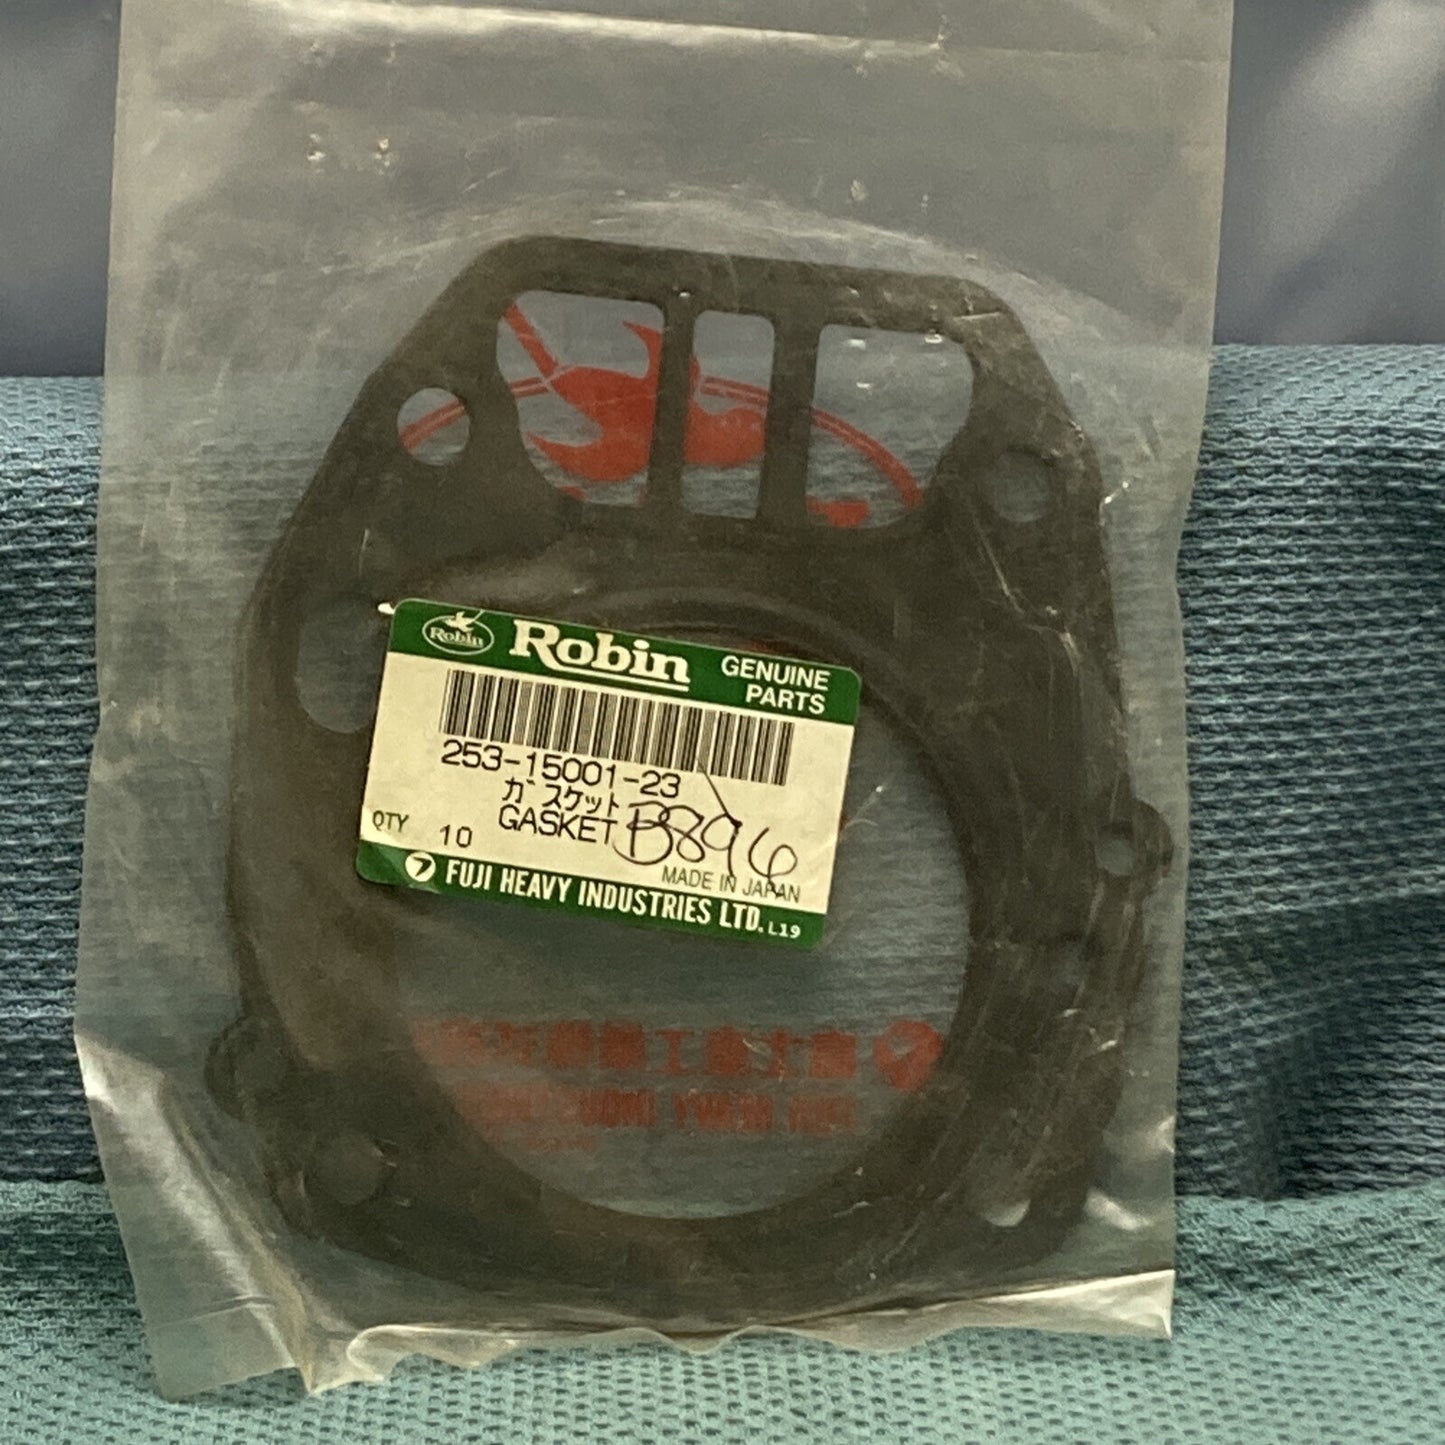 Robin Robin GENUINE
PARTS
253-15001-23
ガスケット
GASKET B896
QTY 10
MADE IN JAPAN
FUJI HEAVY INDUSTRIES LTD. L19